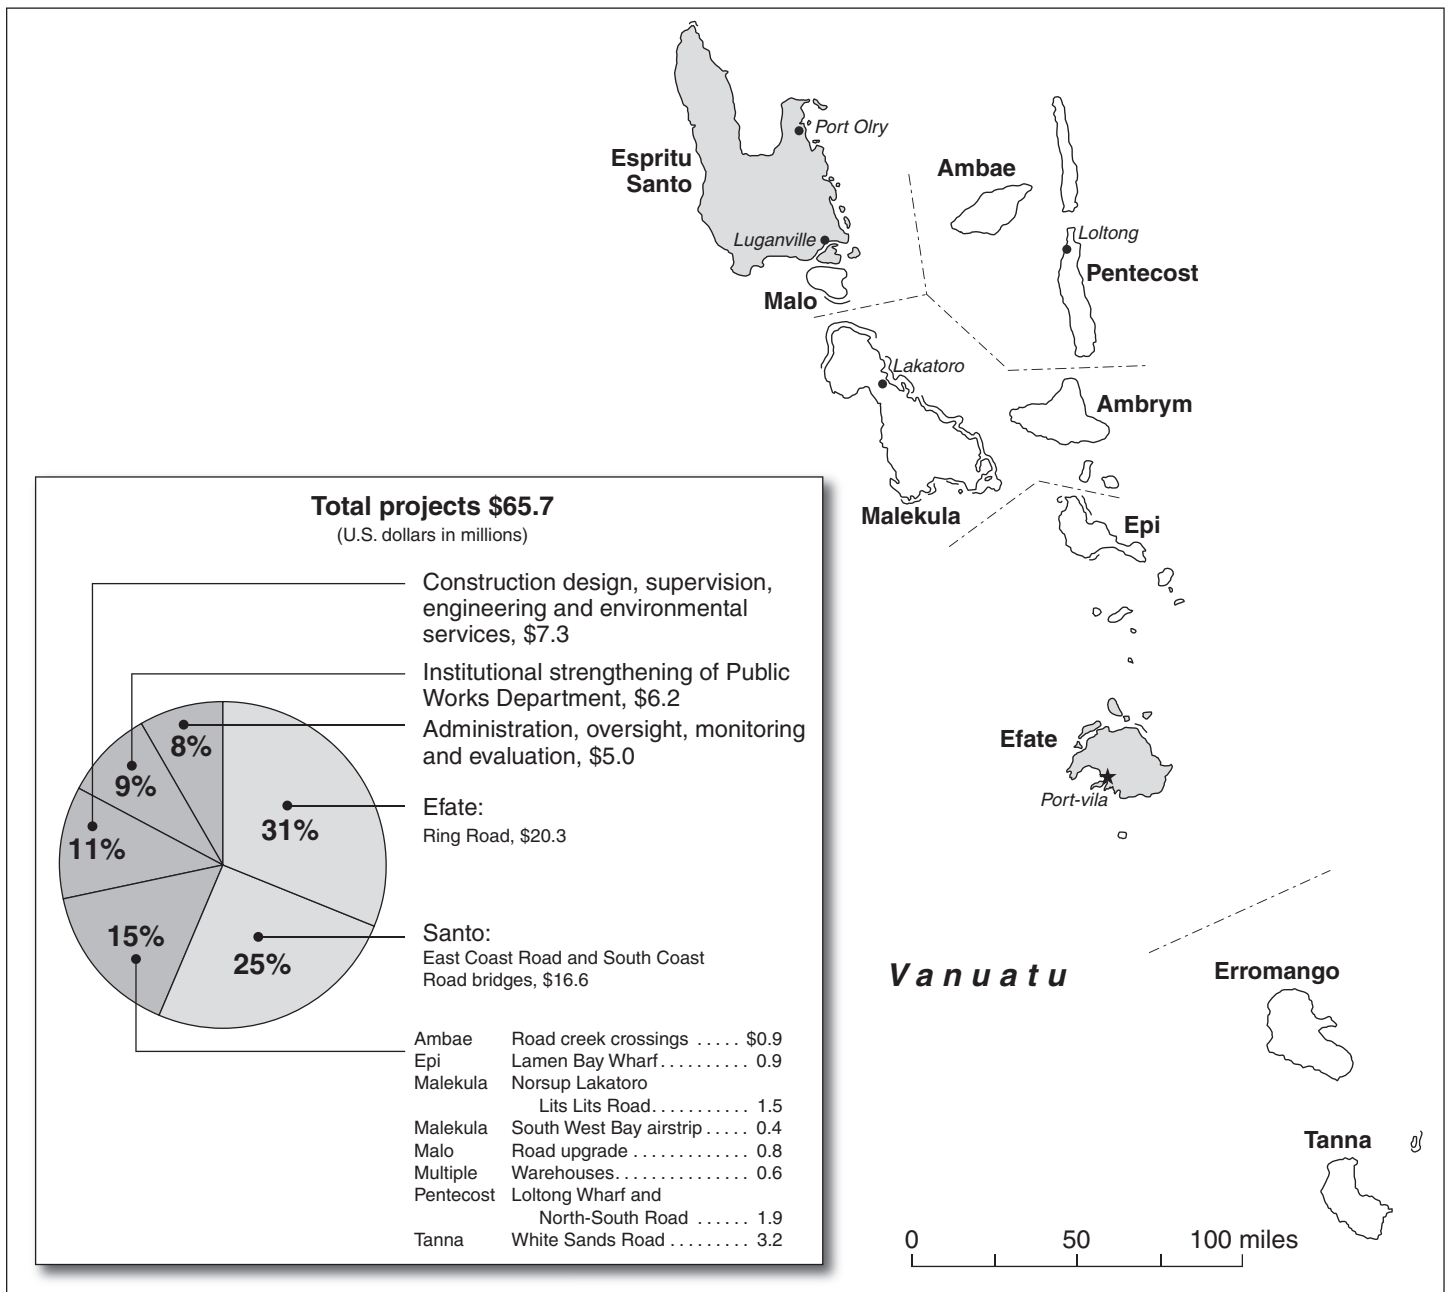 Port Olry
Espritu
Santo
Ambae
Luganville
Loltong
Pentecost
Malo
Lakatoro
Ambrym
Malekula
Epi
Efate
Port-vila
Vanuatu
Erromango
Tanna
0 50 100 miles
Total projects $65.7
(U.S. dollars in millions)
Construction design, supervision,
engineering and environmental
services, $7.3
Institutional strengthening of Public
Works Department, $6.2
Administration, oversight, monitoring
and evaluation, $5.0
8%
9%
11%
31%
Efate:
Ring Road, $20.3
15%
25%
Santo:
East Coast Road and South Coast
Road bridges, $16.6
Ambae Road creek crossings ..... $0.9
Epi Lamen Bay Wharf.......... 0.9
Malekula Norsup Lakatoro
Lits Lits Road........... 1.5
Malekula South West Bay airstrip ..... 0.4
Malo Road upgrade ............. 0.8
Multiple Warehouses............... 0.6
Pentecost Loltong Wharf and
North-South Road ...... 1.9
Tanna White Sands Road ......... 3.2